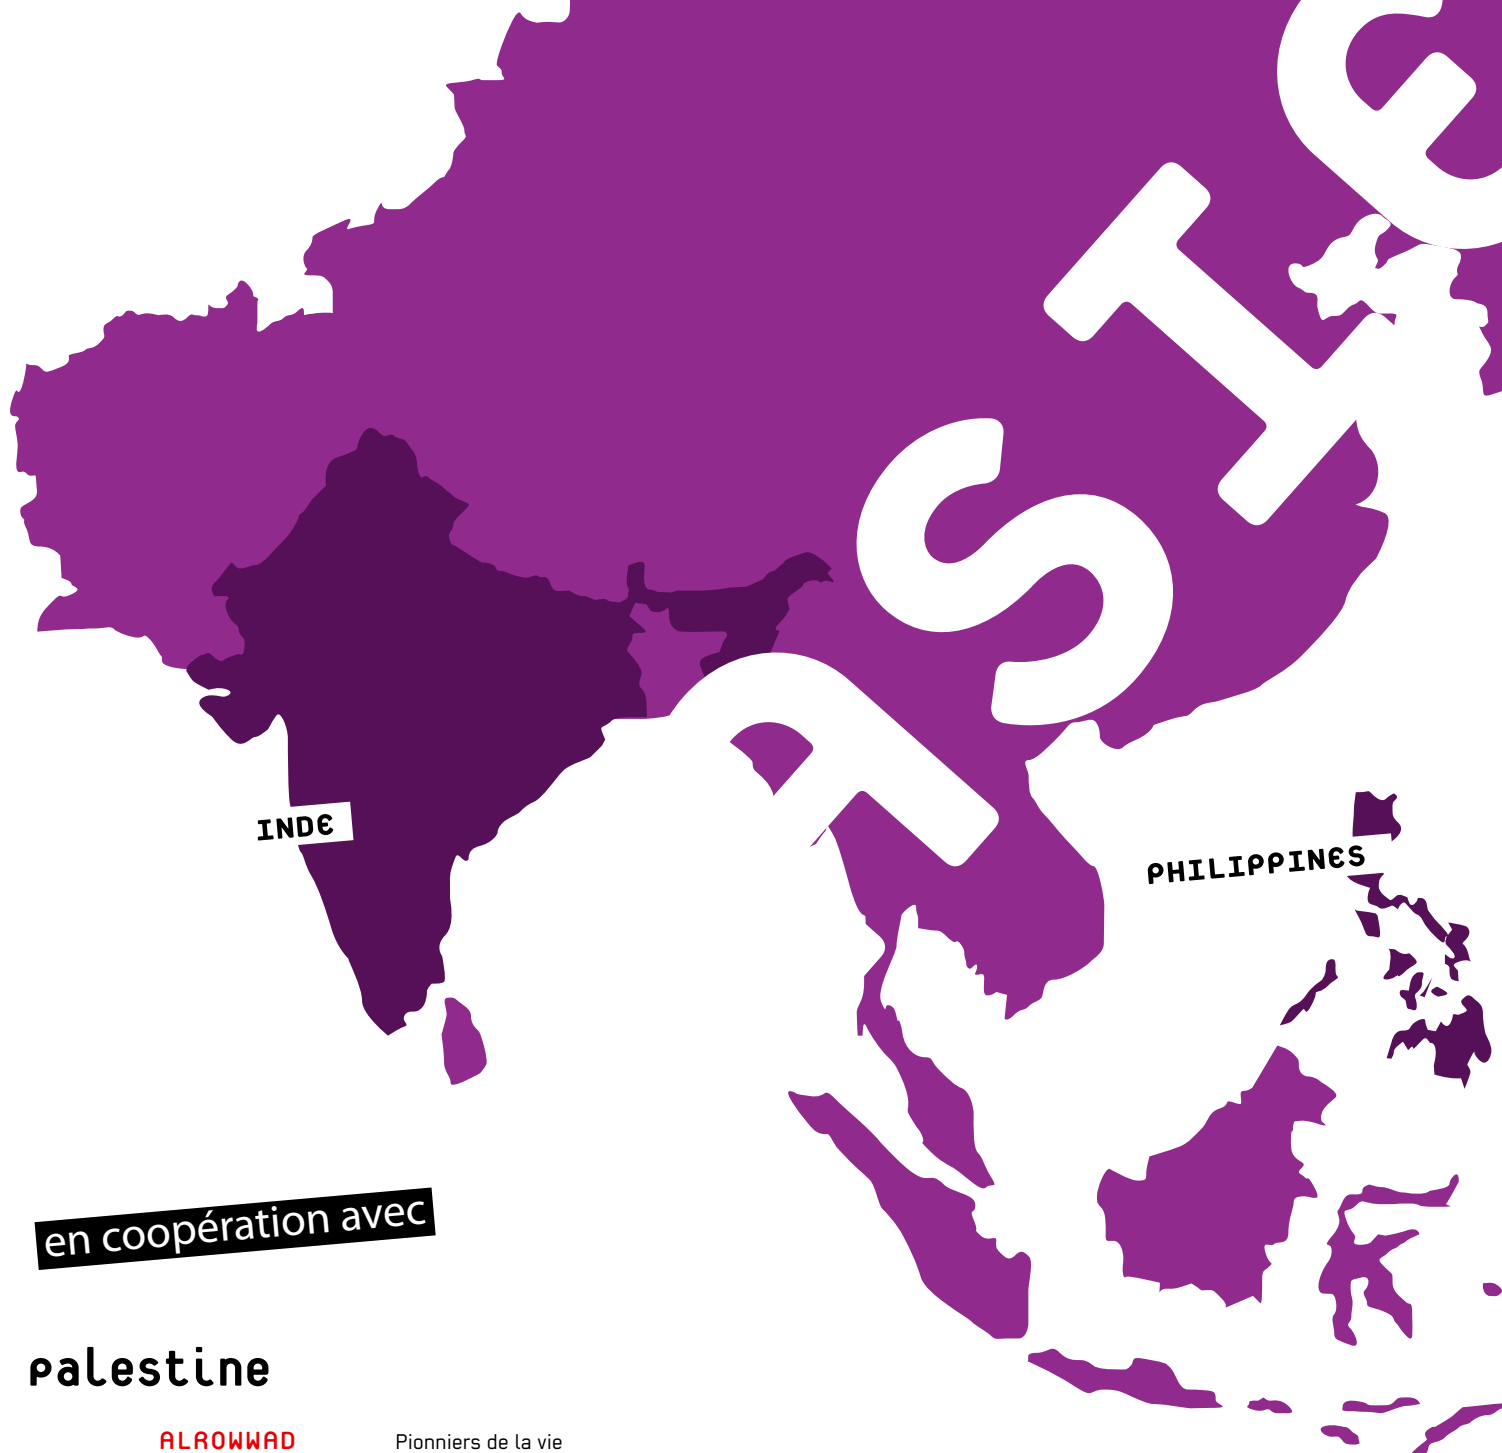 ASIE
INDE
PHILIPPINES
en coopération avec
palestine
ALROWWAD Pionniers de la vie